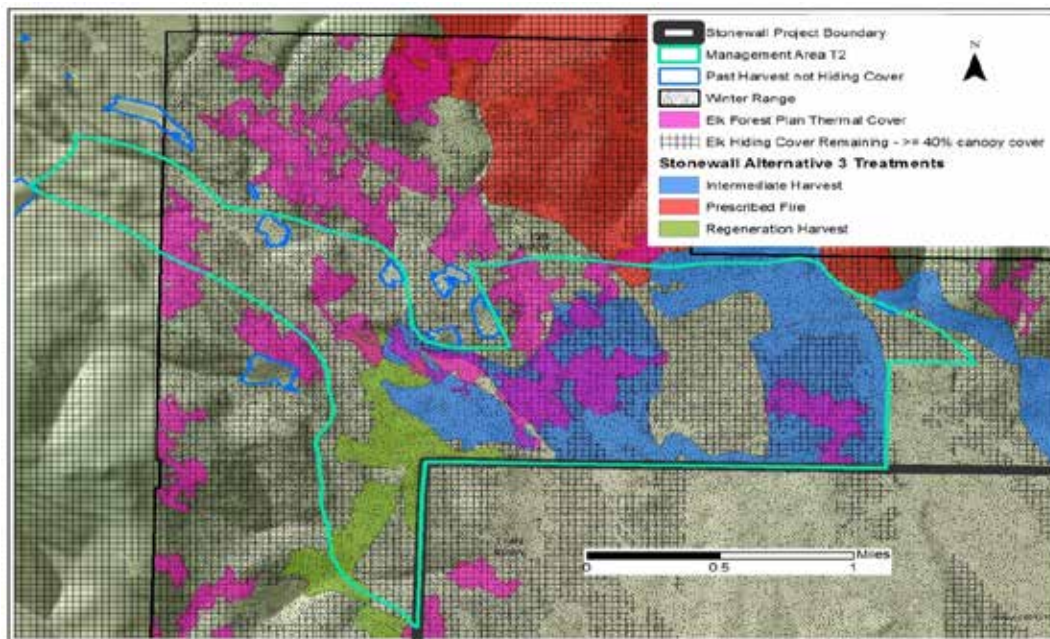 Stonewall Project Boundary
Management Area T2
Past Harvest not Hiding Cover
Winter Range
Elk Forest Plan Thermal Cover
Elk Hiding Cover Remaining - >= 40% canopy cover
Stonewall Alternative 3 Treatments
Intermediate Harvest
Prescribed Fire
Regeneration Harvest
N
Miles
0 0.5 1